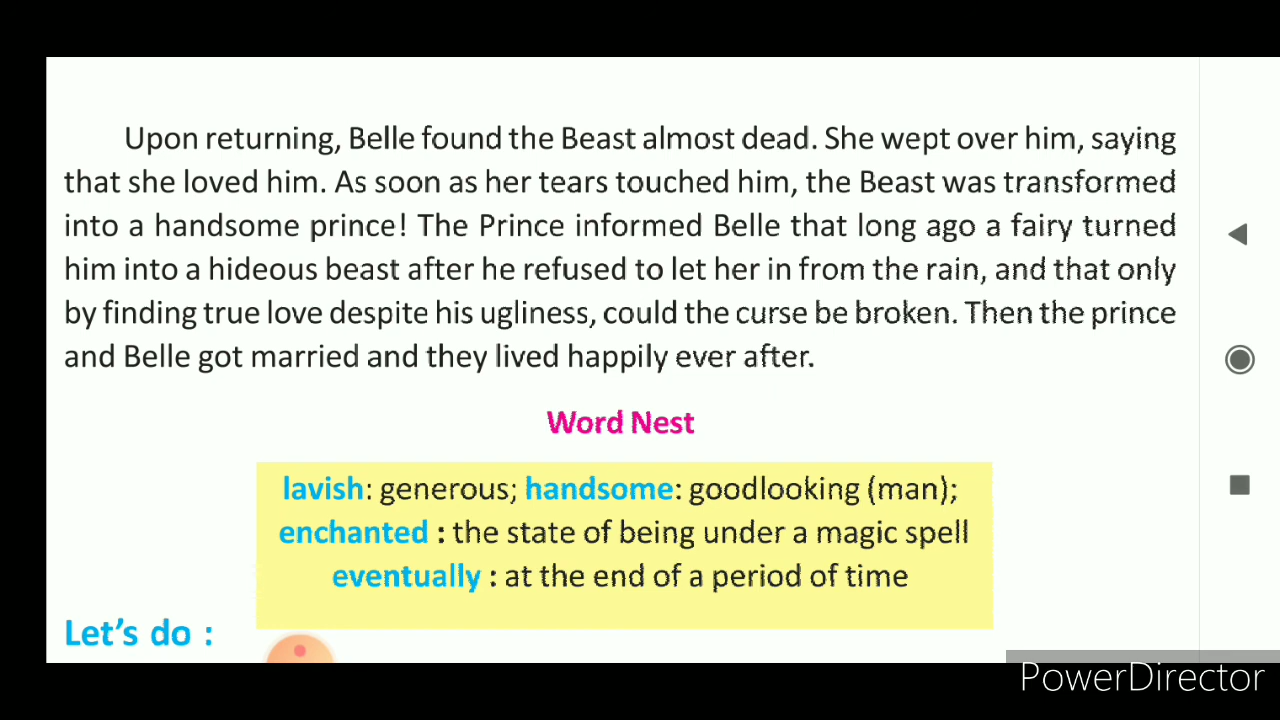 Upon returning, Belle found the Beast almost dead. She wept over him, saying
that she loved him. As soon as her tears touched him, the Beast was transformed
into a handsome prince! The Prince informed Belle that long ago a fairy turned
him into a hideous beast after he refused to let her in from the rain, and that only
by finding true love despite his ugliness, could the curse be broken. Then the prince
and Belle got married and they lived happily ever after.
Word Nest
lavish: generous; handsome: goodlooking (man);
enchanted : the state of being under a magic spell
eventually : at the end of a period of time
Let's do :
PowerDirector